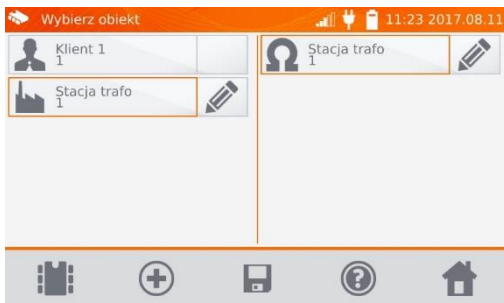 Wybierz obiekt
11:23 2017.08.11
Klient 1
1
Stacja trafo
1
Stacja trafo
1